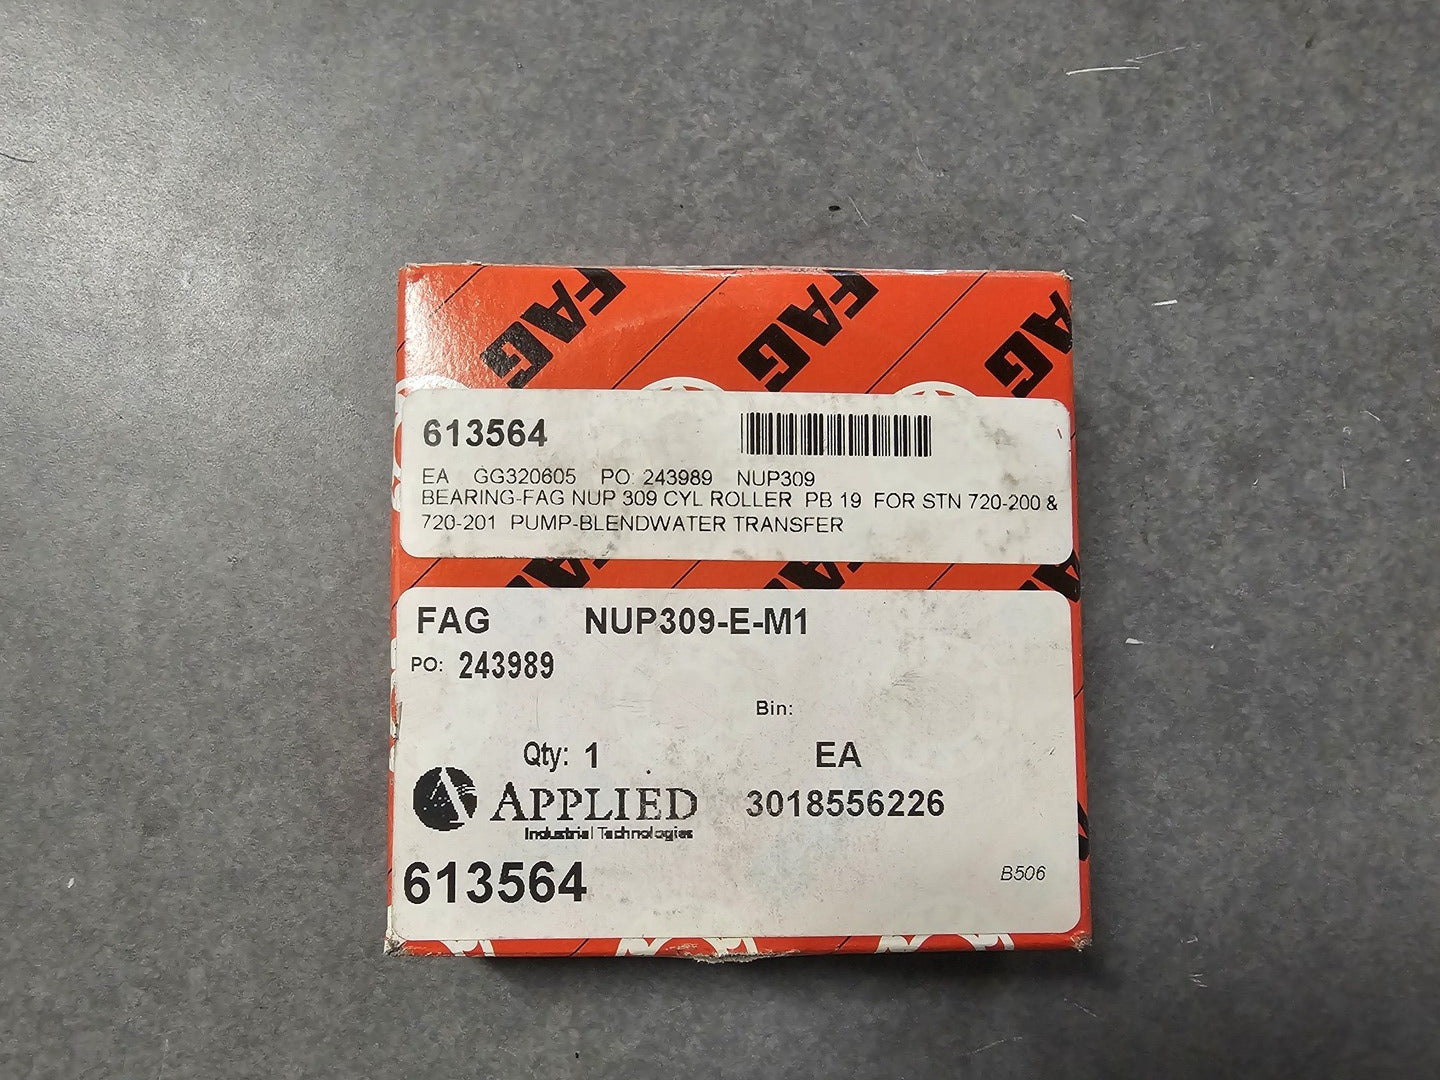 FAG FAG FAG
613564
EA GG320605 PO: 243989 NUP309
BEARING-FAG NUP 309 CYL ROLLER PB 19 FOR STN 720-200 &
720-201 PUMP-BLENDWATER TRANSFER
FAG NUP309-E-M1
PO: 243989
Bin:
Qty: 1 EA
APPLIED 3018556226
Industrial Technologies
613564 B506